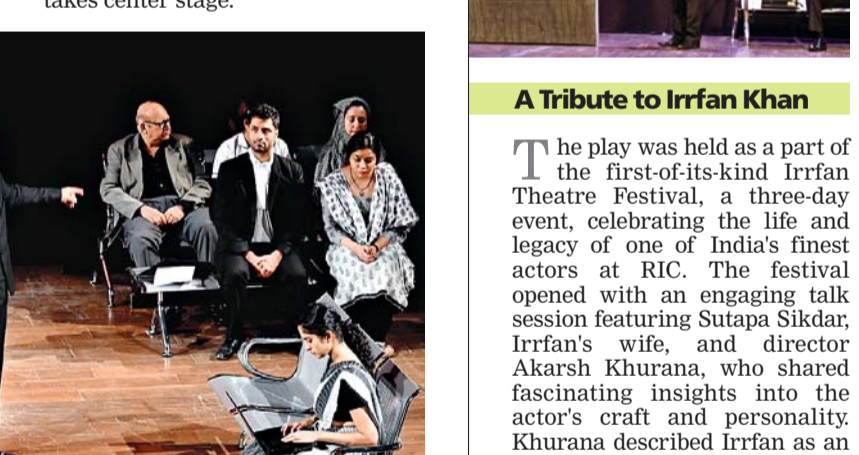 takes center stage.
A Tribute to Irrfan Khan
The play was held as a part of
the first-of-its-kind Irrfan
Theatre Festival, a three-day
event, celebrating the life and
legacy of one of India's finest
actors at RIC. The festival
opened with an engaging talk
session featuring Sutapa Sikdar,
Irrfan's wife, and director
Akarsh Khurana, who shared
fascinating insights into the
actor's craft and personality.
Khurana described Irrfan as an